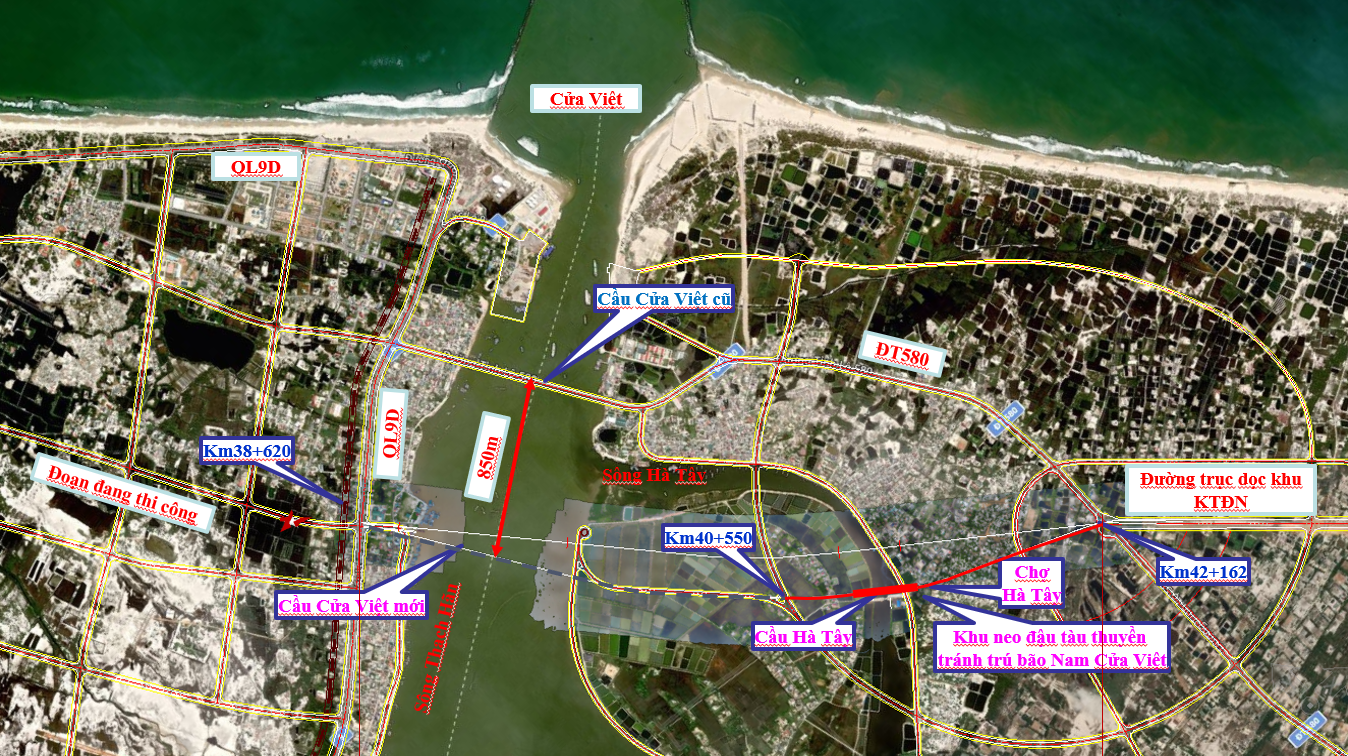 Cửa Việt
QL9D
Cầu Cửa Việt cũ
ĐT580
QL9D
850m
Km38+620
Đoạn đang thi công
Sông Hà Tây
Đường trục dọc khu
KTĐN
Km40+550
Km42+162
Chợ
Hà Tây
Cầu Cửa Việt mới
Cầu Hà Tây
Khu neo đậu tàu thuyền
tránh trú bão Nam Cửa Việt
Sông Thạch Hãn